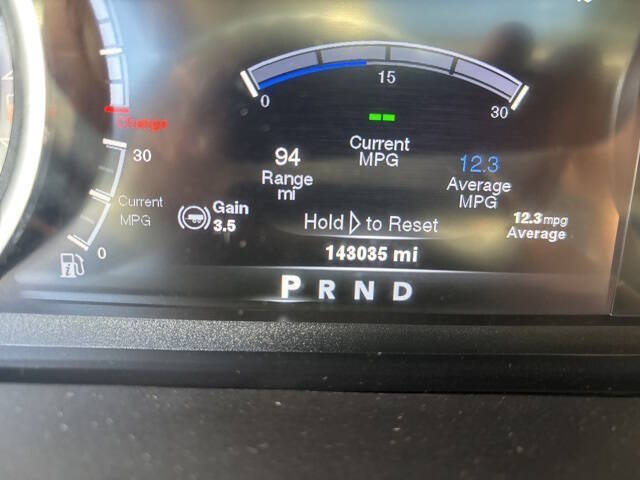 0
15
30
--
Current
MPG
94
Range
mi
12.3
Average
MPG
Charge
30
Current
MPG
0
Gain
3.5
Hold to Reset
12.3 mpg
Average
143035 mi
P R N D